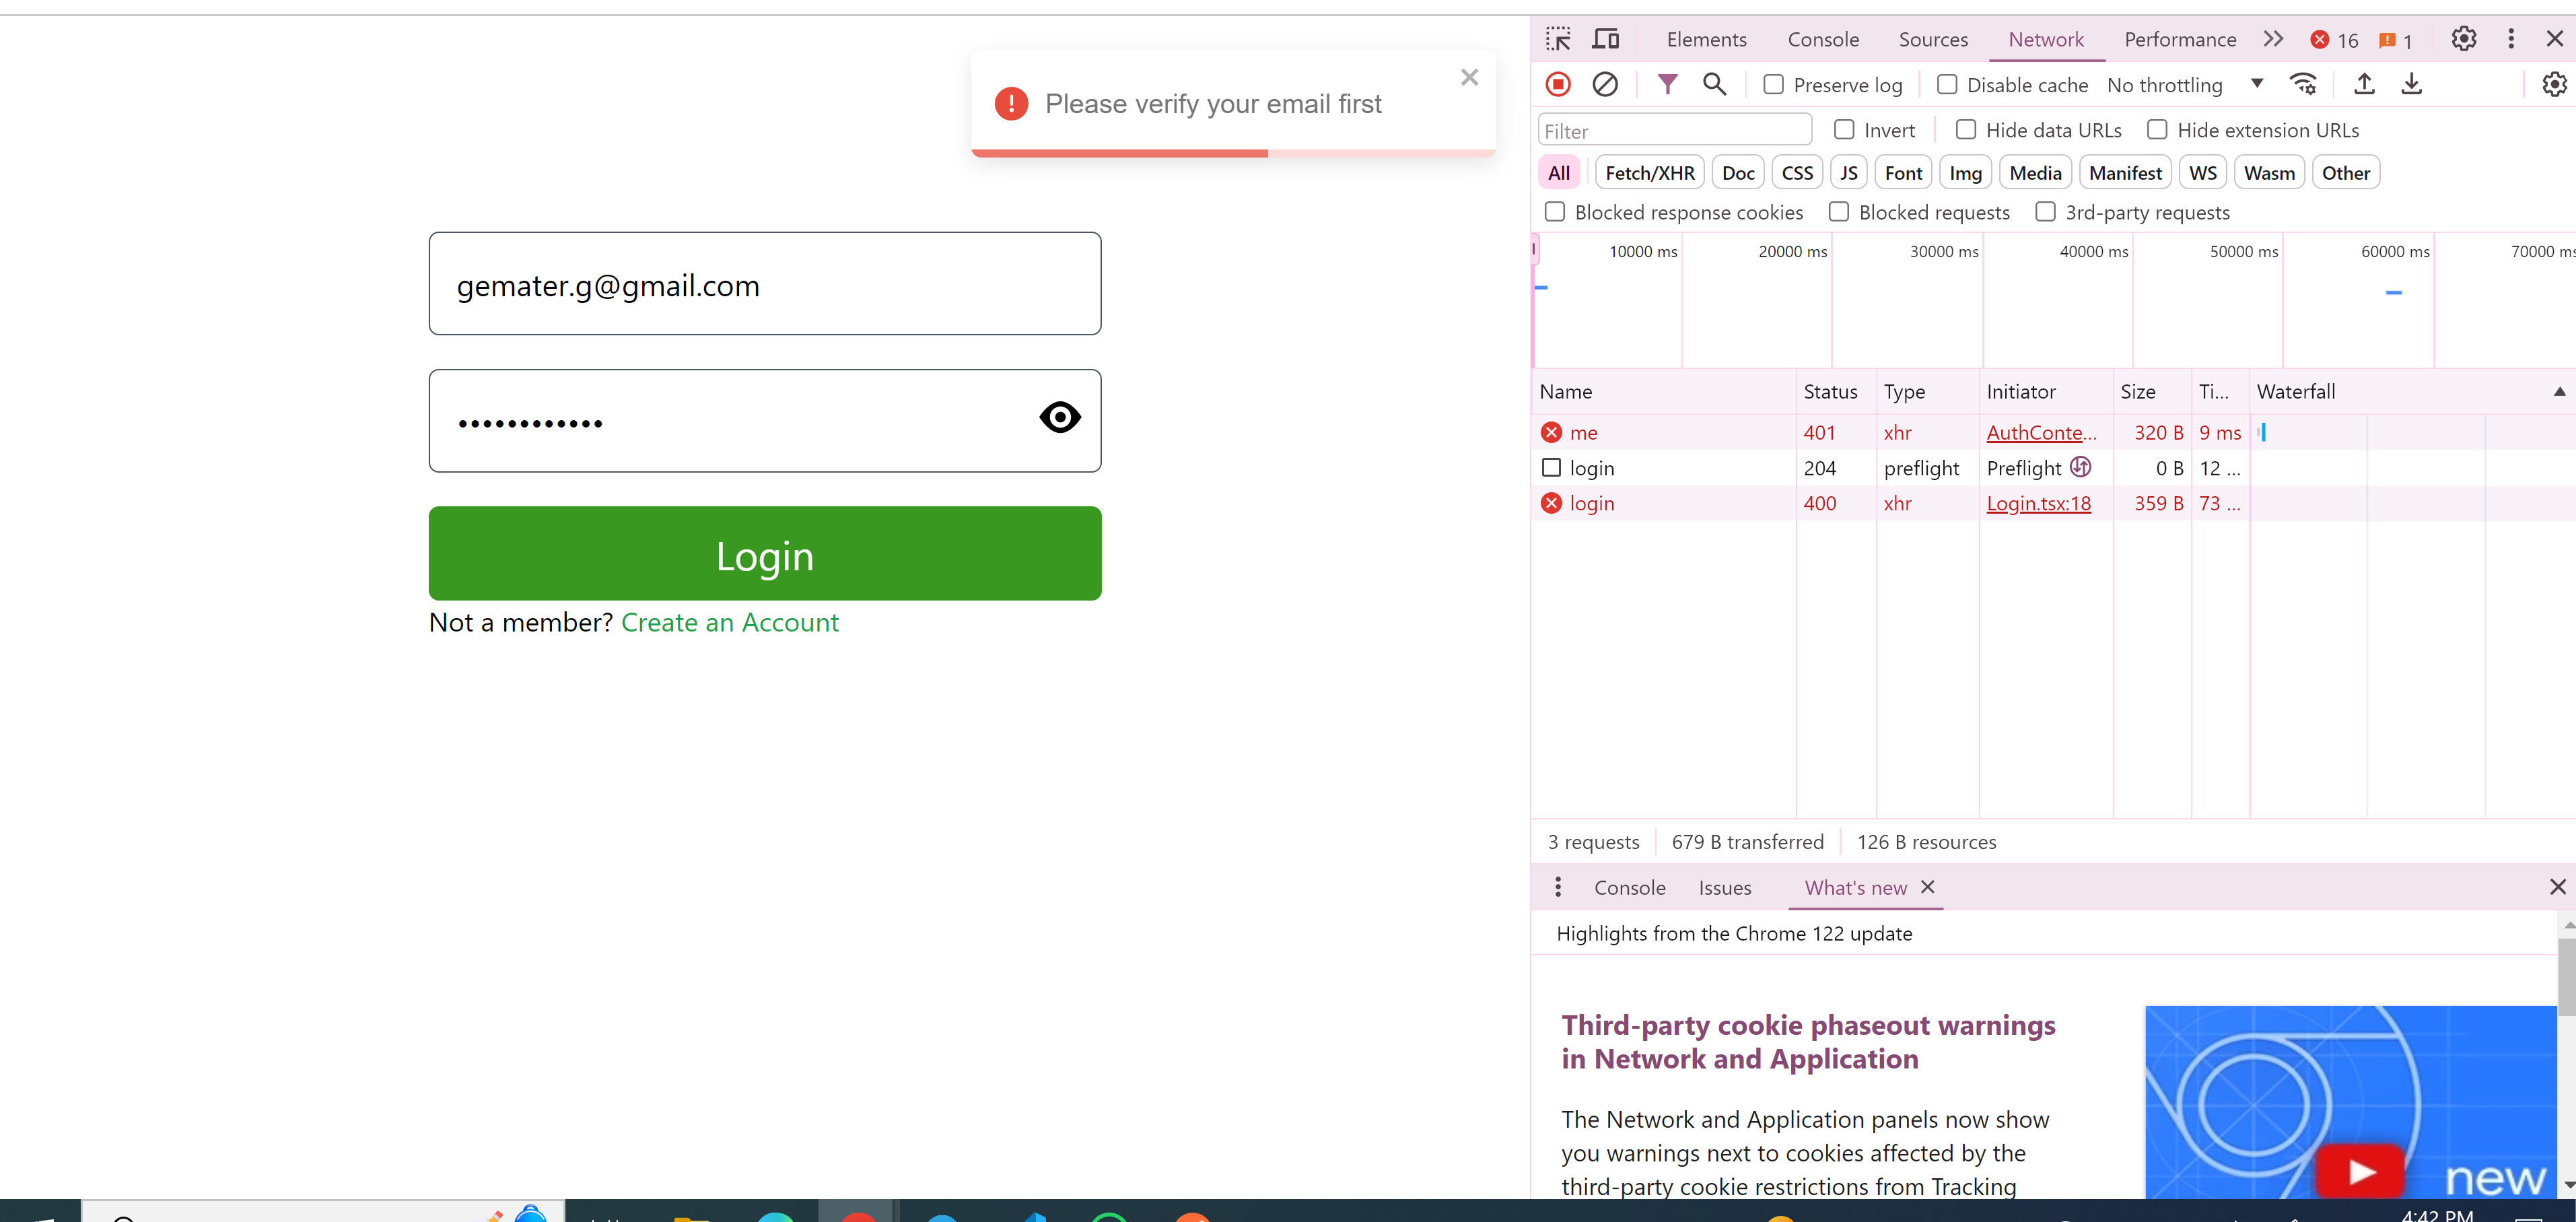 Please verify your email first
gemater.g@gmail.com
••••••••••••
Login
Not a member? Create an Account
Elements Console Sources Network Performance 16 1
Preserve log Disable cache No throttling
Filter Invert Hide data URLs Hide extension URLs
All Fetch/XHR Doc CSS JS Font Img Media Manifest WS Wasm Other
Blocked response cookies Blocked requests 3rd-party requests
10000 ms 20000 ms 30000 ms 40000 ms 50000 ms 60000 ms 70000 ms
Name Status Type Initiator Size Ti... Waterfall
me 401 xhr AuthConte... 320 B 9 ms
login 204 preflight Preflight 0 B 12 ...
login 400 xhr Login.tsx:18 359 B 73 ...
3 requests 679 B transferred 126 B resources
Console Issues What's new
Highlights from the Chrome 122 update
Third-party cookie phaseout warnings
in Network and Application
The Network and Application panels now show
you warnings next to cookies affected by the
third-party cookie restrictions from Tracking
new
4:42 PM